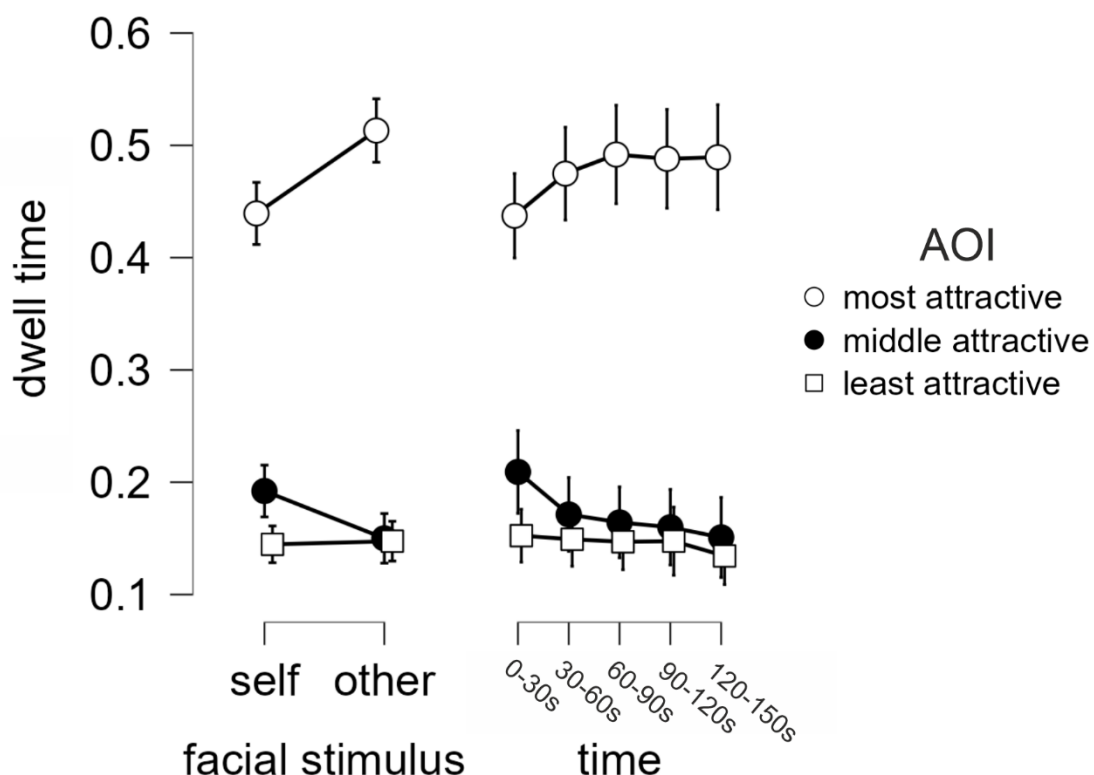 0.6
0.5
0.4
0.3
0.2
0.1
dwell time
self other
facial stimulus
0-30s
30-60s
60-90s
90-120s
120-150s
time
AOI
most attractive
middle attractive
least attractive